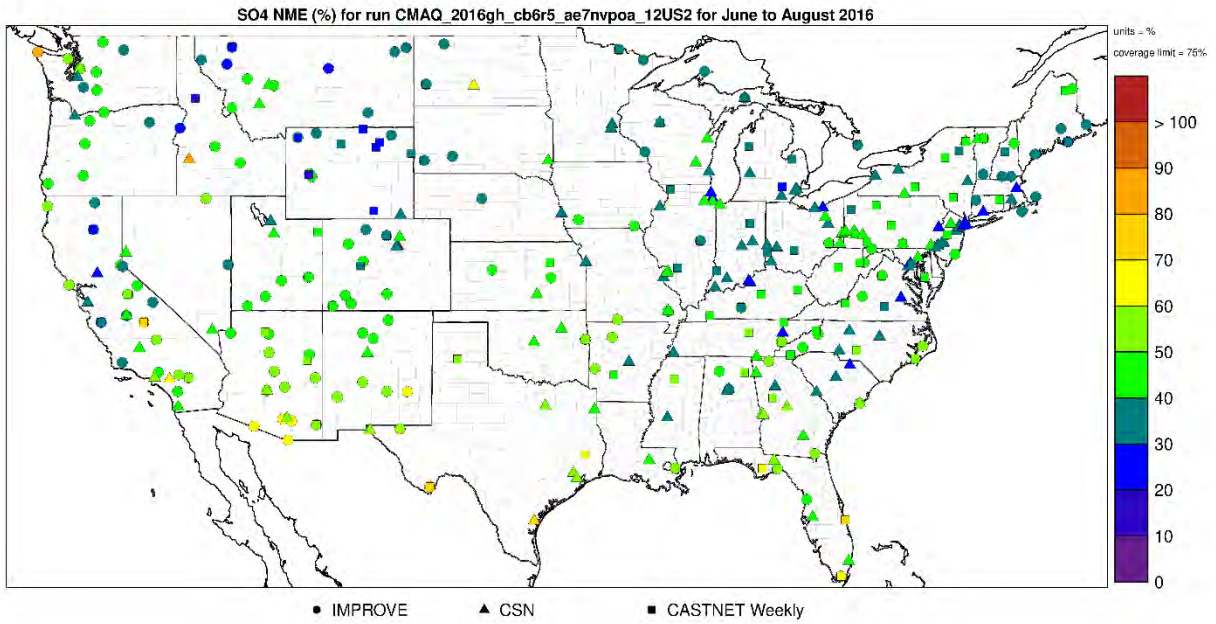 SO4 NME (%) for run CMAQ_2016gh_cb6r5_ae7nvpoa_12US2 for June to August 2016
units = %
coverage limit = 75%
> 100
90
80
70
60
50
40
30
20
10
0
IMPROVE
CSN
CASTNET Weekly